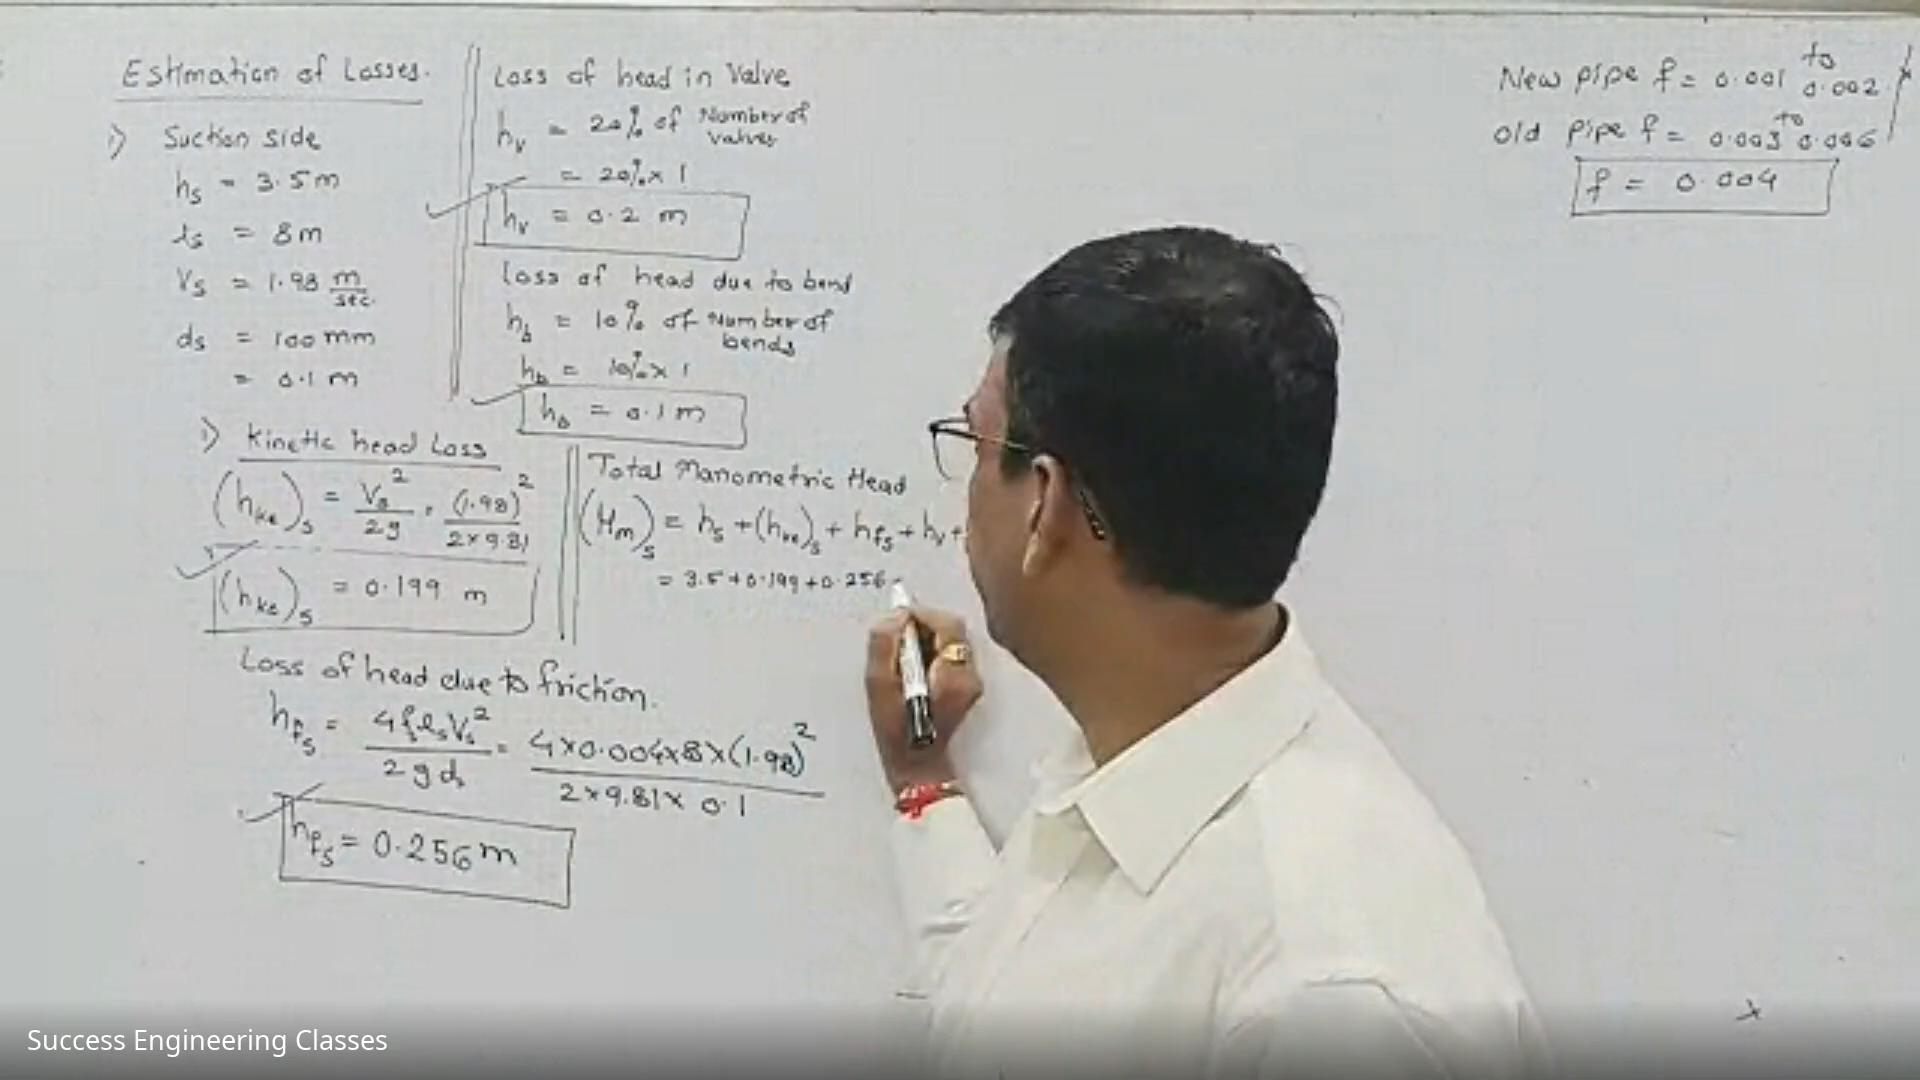 Estimation of Losses.
1) Suction side
hs = 3.5m
ls = 8m
Vs = 1.98 m/sec.
ds = 100 mm
= 0.1 m
1) Kinetic head Loss
(hke)s = Vs²/2g = (1.98)²/2×9.81
(hke)s = 0.199 m
Loss of head due to friction.
hfs = 4flsVs²/2gds = 4×0.004×8×(1.98)²/2×9.81×0.1
hfs = 0.256m
Loss of head in Valve
hv = 20% of Number of valves
= 20% × 1
hv = 0.2 m
Loss of head due to bend
hb = 10% of Number of bends
hb = 10% × 1
hb = 0.1 m
Total Manometric Head
(Hm)s = hs + (hke)s + hfs + hv +
= 3.5+0.199+0.256
New pipe f = 0.001 to 0.002
old pipe f = 0.003 to 0.006
f = 0.004
Success Engineering Classes